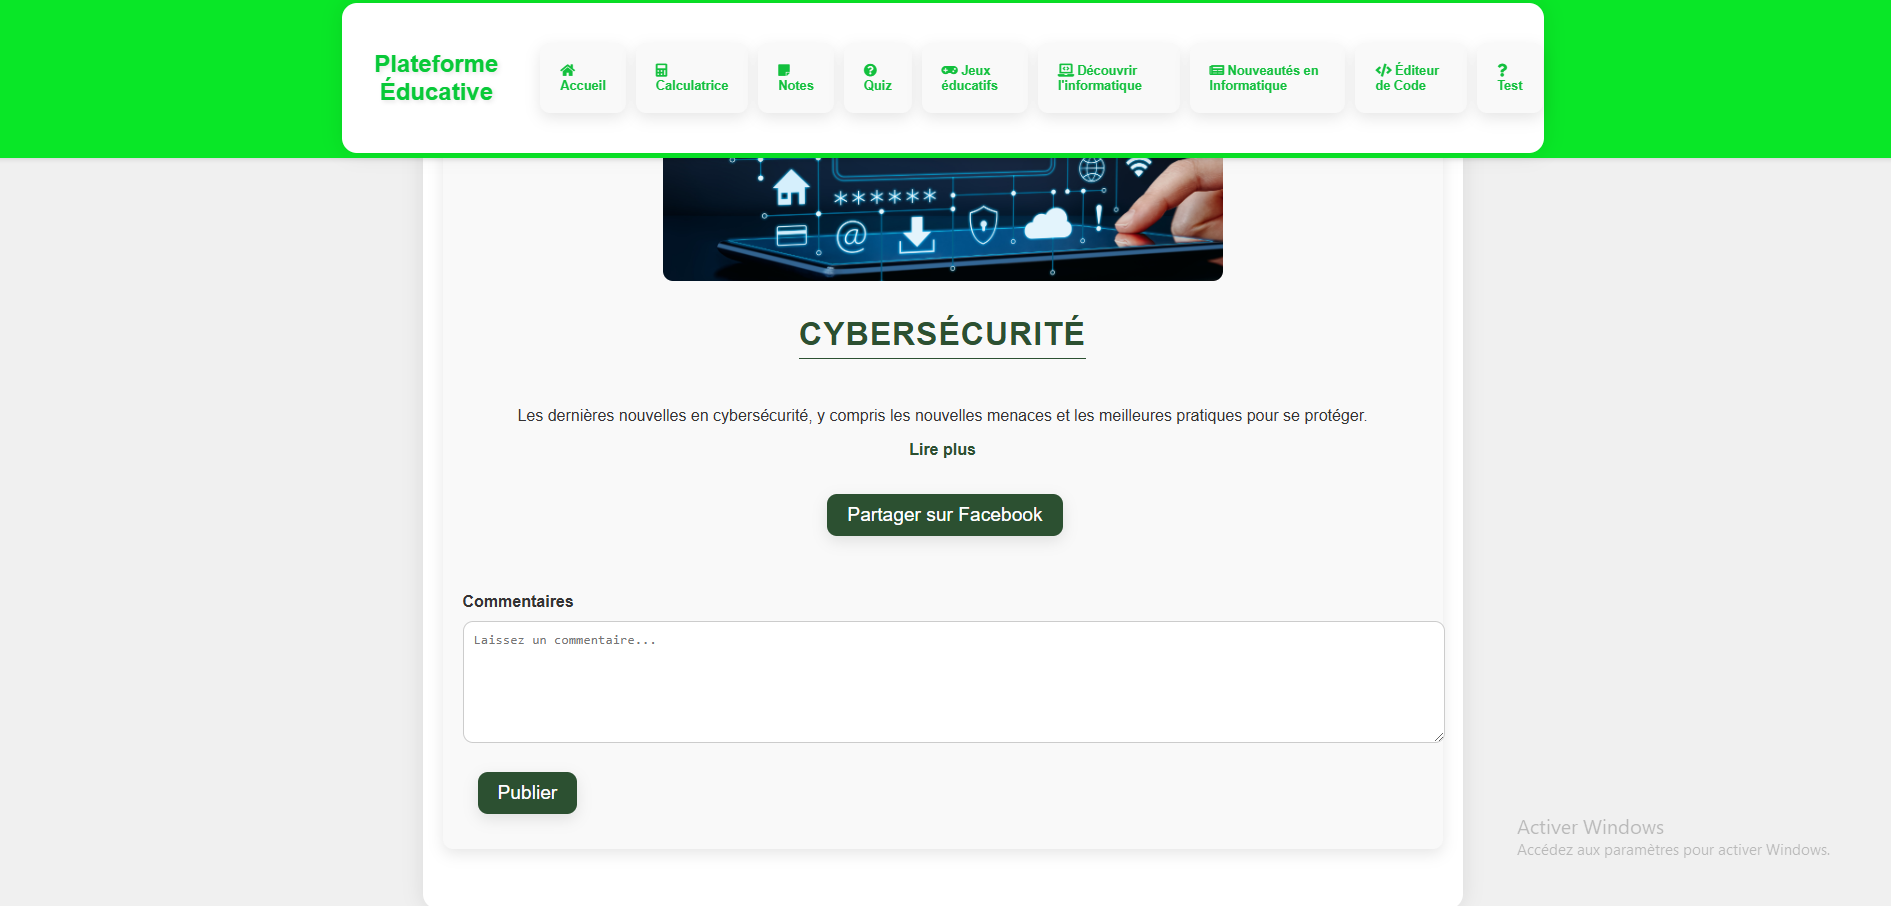 Plateforme
Éducative
Accueil
Calculatrice
Notes
Quiz
Jeux
éducatifs
Découvrir
l'informatique
Nouveautés en
Informatique
Éditeur
de Code
Test
******
@
!
CYBERSÉCURITÉ
Les dernières nouvelles en cybersécurité, y compris les nouvelles menaces et les meilleures pratiques pour se protéger.
Lire plus
Partager sur Facebook
Commentaires
Laissez un commentaire...
Publier
Activer Windows
Accédez aux paramètres pour activer Windows.